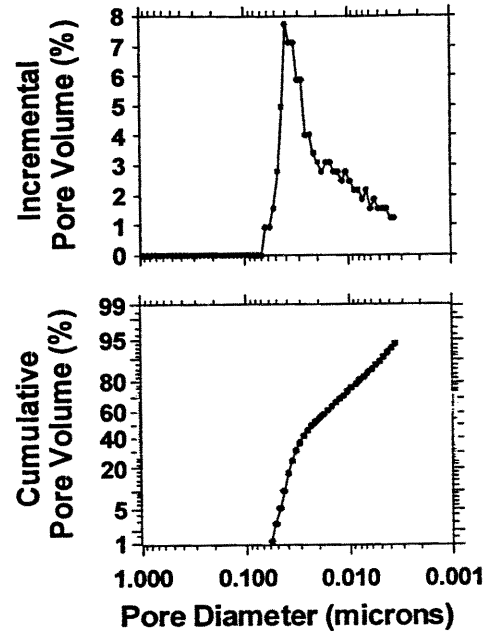 Incremental
Pore Volume (%)
8
7
6
5
4
3
2
1
0
Cumulative
Pore Volume (%)
99
95
80
60
40
20
5
1
1.000 0.100 0.010 0.001
Pore Diameter (microns)